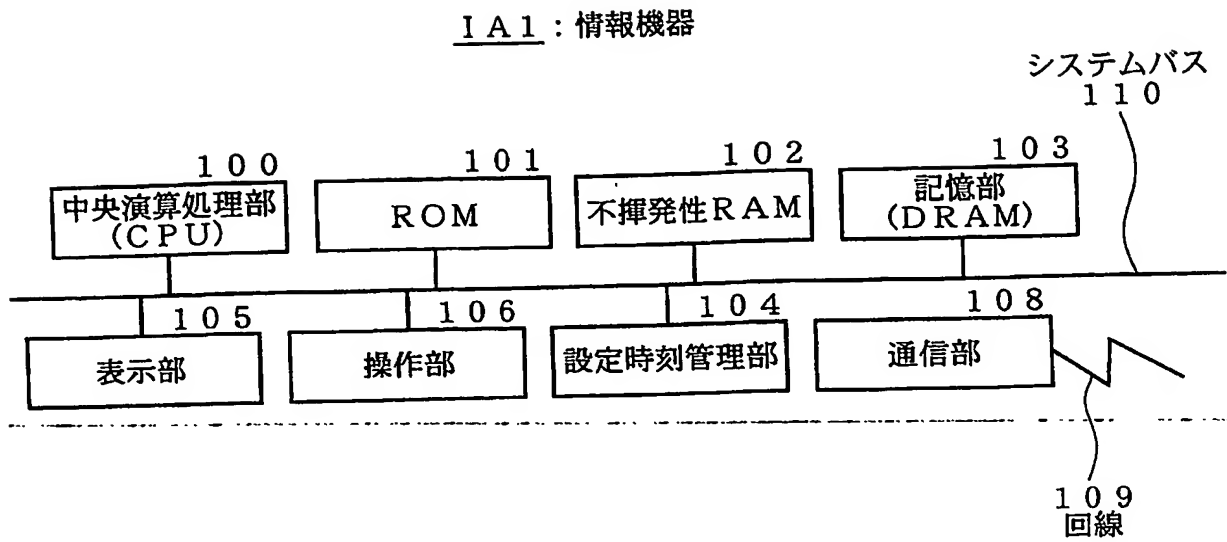 ＩＡ１：情報機器
システムバス
１１０
１００
１０１
１０２
１０３
中央演算処理部
（ＣＰＵ）
ＲＯＭ
不揮発性ＲＡＭ
記憶部
（ＤＲＡＭ）
１０５
１０６
１０４
１０８
表示部
操作部
設定時刻管理部
通信部
１０９
回線